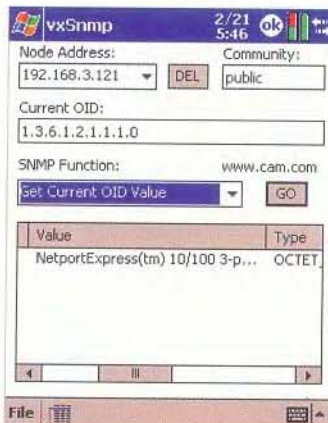 vxSnmp
2/21
5:46
ok
Node Address:
Community:
192.168.3.121
DEL
public
Current OID:
1.3.6.1.2.1.1.1.0
SNMP Function:
www.cam.com
Get Current OID Value
GO
Value
Type
NetportExpress(tm) 10/100 3-p...
OCTET_
File